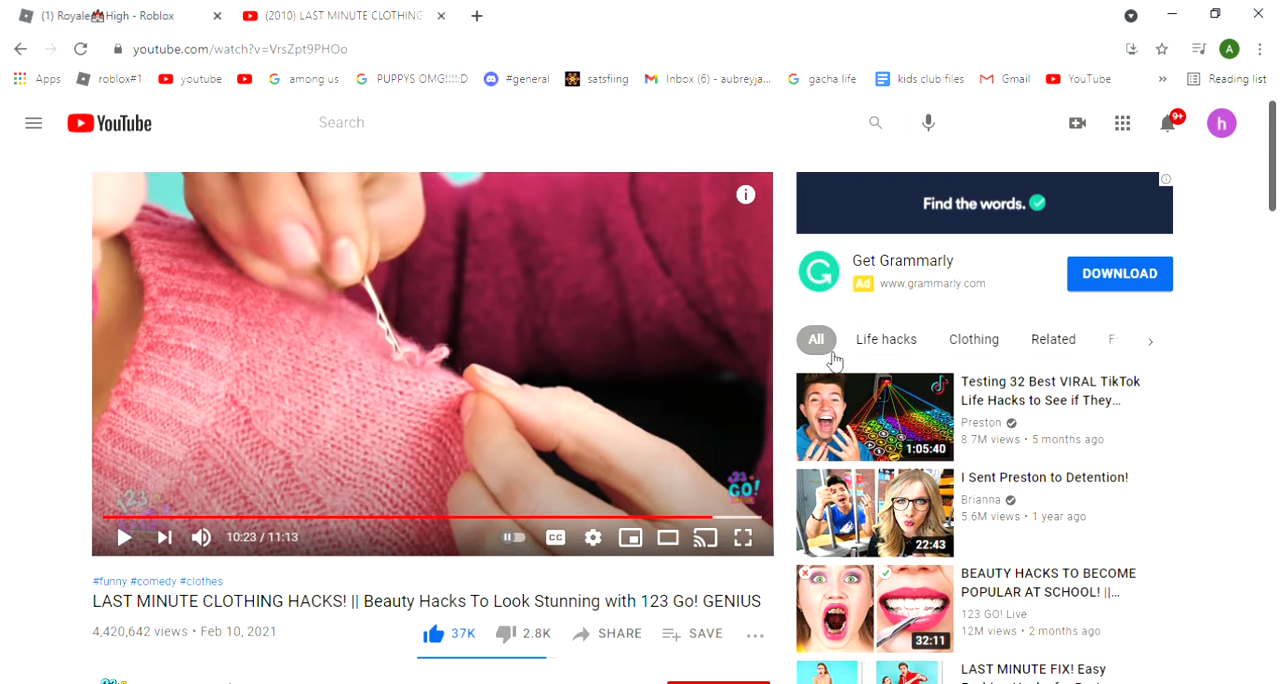 (1) Royale🏰High - Roblox
(2010) LAST MINUTE CLOTHING
youtube.com/watch?v=VrsZpt9PHOo
A
Apps
roblox#1
youtube
among us
PUPPYS OMG!!!!:D
#general
satsfiing
Inbox (6) - aubreyja...
gacha life
kids club files
Gmail
YouTube
»
Reading list
YouTube
Search
9+
h
i
Find the words.
Get Grammarly
Ad www.grammarly.com
DOWNLOAD
All
Life hacks
Clothing
Related
F
Testing 32 Best VIRAL TikTok
Life Hacks to See if They...
Preston
8.7M views • 5 months ago
1:05:40
I Sent Preston to Detention!
Brianna
5.6M views • 1 year ago
22:43
BEAUTY HACKS TO BECOME
POPULAR AT SCHOOL! ||...
123 GO! Live
12M views • 2 months ago
32:11
LAST MINUTE FIX! Easy
123 GO!
10:23 / 11:13
CC
#funny #comedy #clothes
LAST MINUTE CLOTHING HACKS! || Beauty Hacks To Look Stunning with 123 Go! GENIUS
4,420,642 views • Feb 10, 2021
37K
2.8K
SHARE
SAVE